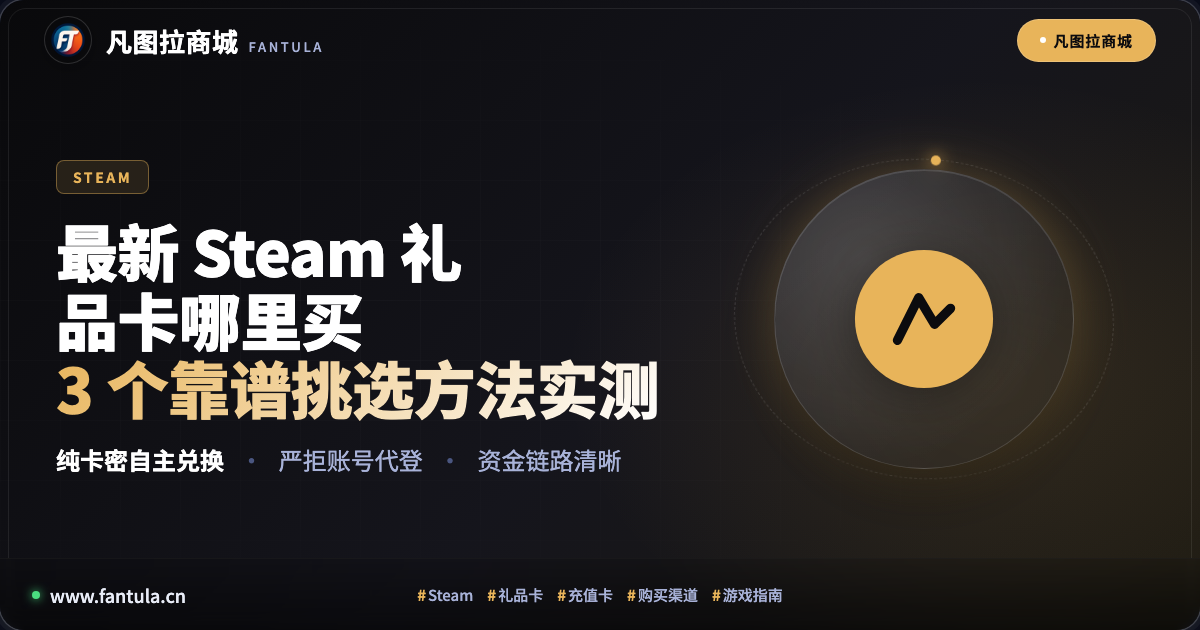 FT
凡图拉商城 FANTULA
凡图拉商城
STEAM
最新 Steam 礼
品卡哪里买
3 个靠谱挑选方法实测
纯卡密自主兑换 • 严拒账号代登 • 资金链路清晰
www.fantula.cn
#Steam #礼品卡 #充值卡 #购买渠道 #游戏指南